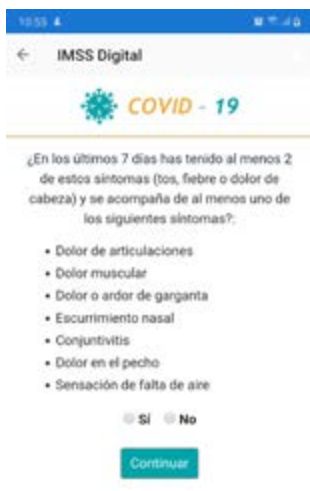 10:53
IMSS Digital
COVID - 19
¿En los últimos 7 días has tenido al menos 2
de estos síntomas (tos, fiebre o dolor de
cabeza) y se acompaña de al menos uno de
los siguientes síntomas?:
• Dolor de articulaciones
• Dolor muscular
• Dolor o ardor de garganta
• Escurrimiento nasal
• Conjuntivitis
• Dolor en el pecho
• Sensación de falta de aire
Sí No
Continuar